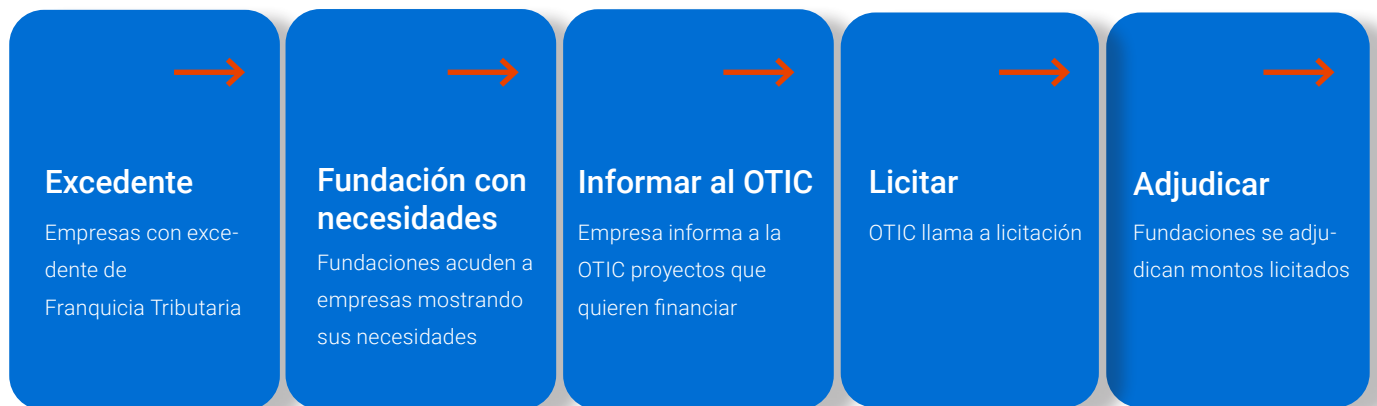 Excedente
Empresas con exce-
dente de
Franquicia Tributaria
Fundación con
necesidades
Fundaciones acuden a
empresas mostrando
sus necesidades
Informar al OTIC
Empresa informa a la
OTIC proyectos que
quieren financiar
Licitar
OTIC llama a licitación
Adjudicar
Fundaciones se adju-
dican montos licitados